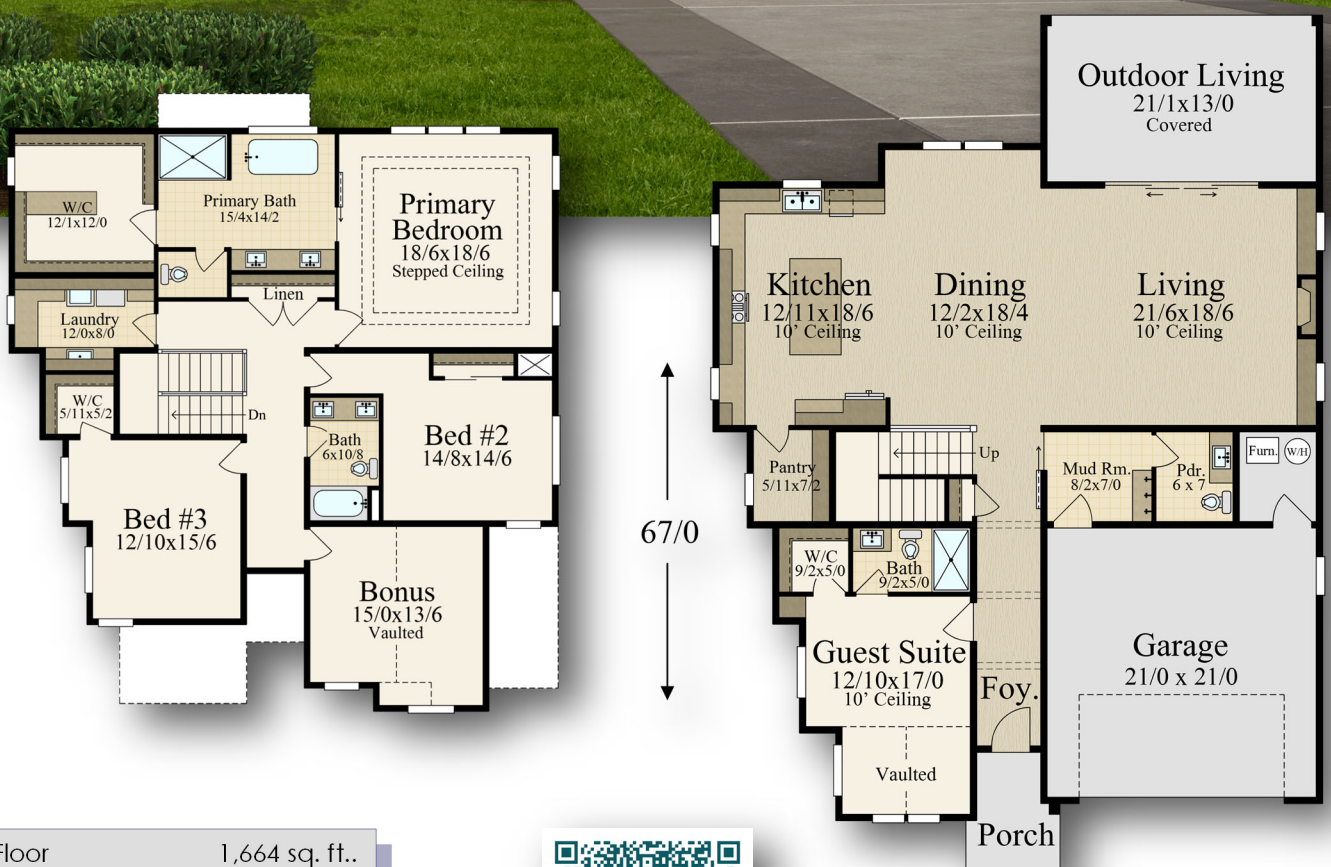 Outdoor Living
21/1x13/0
Covered
W/C
12/1x12/0
Primary Bath
15/4x14/2
Primary
Bedroom
18/6x18/6
Stepped Ceiling
Linen
Laundry
12/0x8/0
W/C
5/11x5/2
Dn
Bath
6x10/8
Bed #2
14/8x14/6
Bed #3
12/10x15/6
Bonus
15/0x13/6
Vaulted
67/0
Kitchen
12/11x18/6
10' Ceiling
Dining
12/2x18/4
10' Ceiling
Living
21/6x18/6
10' Ceiling
Pantry
5/11x7/2
Up
Mud Rm.
8/2x7/0
Pdr.
6 x 7
Furn.
W/H
W/C
9/2x5/0
Bath
9/2x5/0
Guest Suite
12/10x17/0
10' Ceiling
Foy.
Garage
21/0 x 21/0
Vaulted
Porch
Floor 1,664 sq. ft..